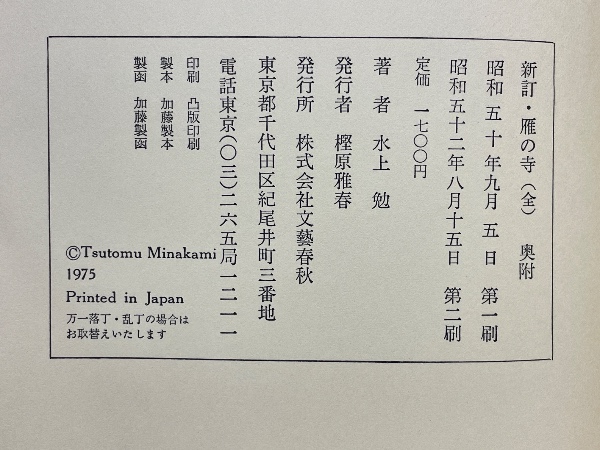 新訂・雁の寺（全）　奥附
昭和五十年九月五日　第一刷
昭和五十二年八月十五日　第二刷
定価　一七〇〇円
著者　水上勉
発行者　樫原雅春
発行所　株式会社文藝春秋
東京都千代田区紀尾井町三番地
電話東京(〇三)二六五局一二一一
印刷　凸版印刷
製本　加藤製本
製函　加藤製函
©Tsutomu Minakami
1975
Printed in Japan
万一落丁・乱丁の場合は
お取替えいたします